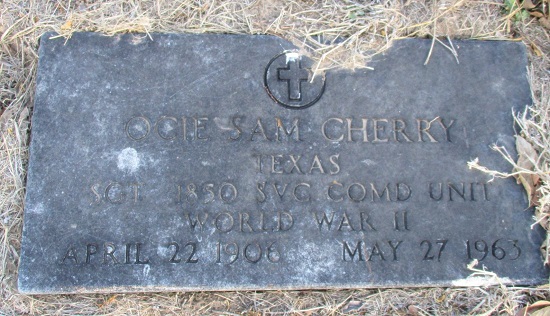 OCIE SAM CHERRY
TEXAS
SGT 1850 SVC COMD UNIT
WORLD WAR II
APRIL 22 1906 MAY 27 1963